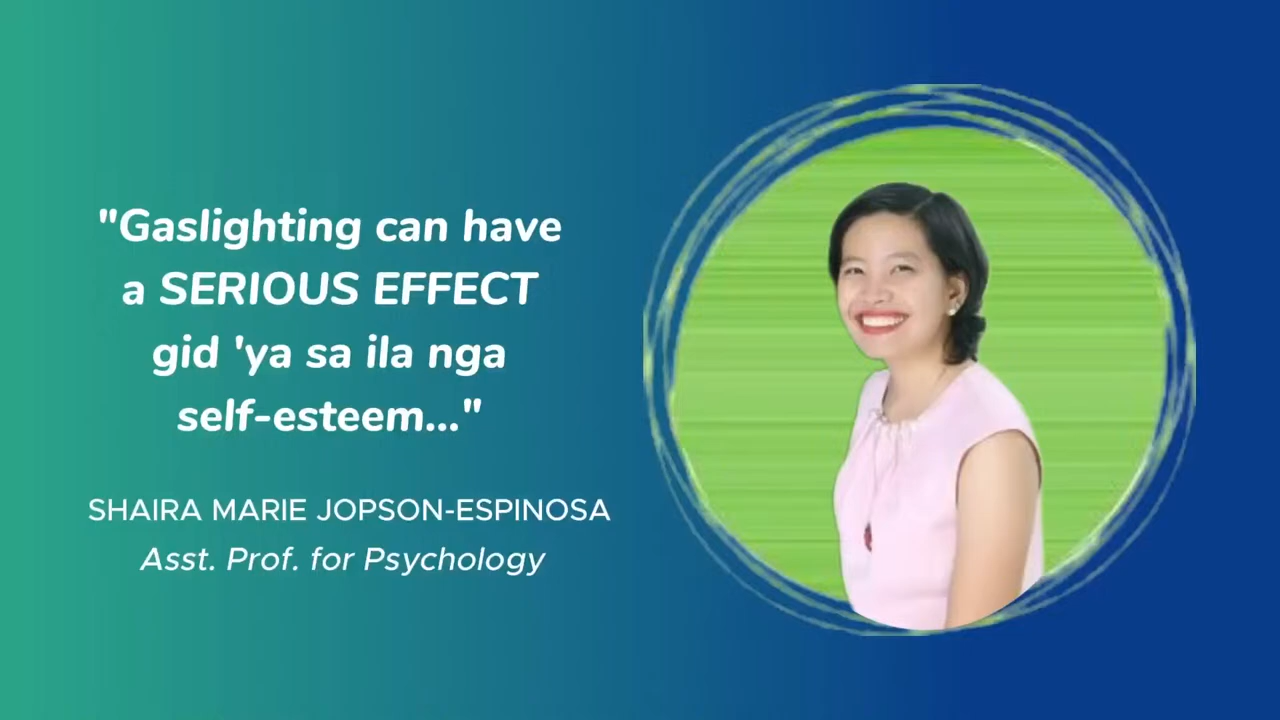 "Gaslighting can have
a SERIOUS EFFECT
gid 'ya sa ila nga
self-esteem..."
SHAIRA MARIE JOPSON-ESPINOSA
Asst. Prof. for Psychology